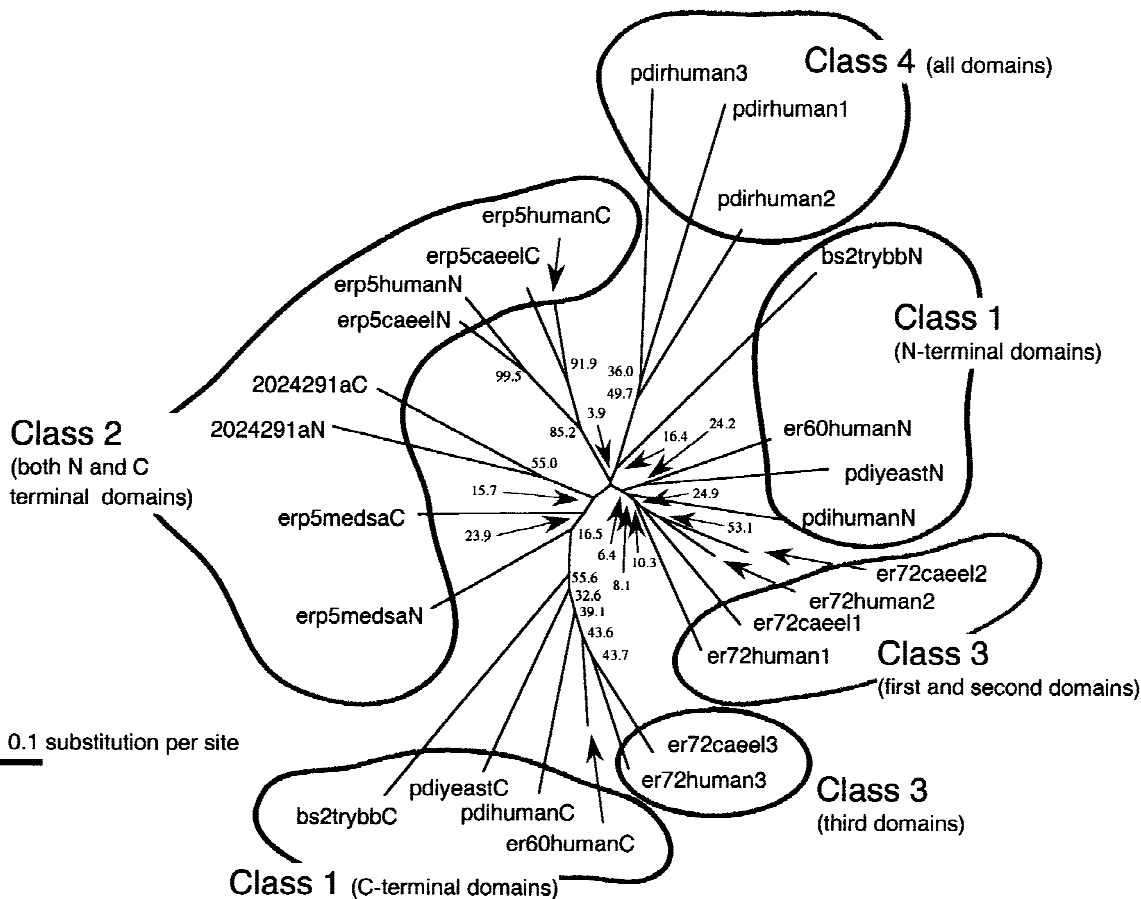 Class 4 (all domains)
pdirhuman3
pdirhuman1
pdirhuman2
erp5humanC
erp5caeelC
erp5humanN
erp5caeelN
bs2trybbN
Class 1
(N-terminal domains)
91.9
99.5
36.0
49.7
3.9
2024291aC
2024291aN
85.2
16.4
24.2
er60humanN
Class 2
(both N and C
terminal domains)
55.0
pdiyeastN
15.7
24.9
erp5medsaC
pdihumanN
23.9
16.5
53.1
6.4
10.3
8.1
er72caeel2
55.6
er72human2
32.6
erp5medsaN
39.1
er72caeel1
43.6
43.7
er72human1
Class 3
(first and second domains)
0.1 substitution per site
er72caeel3
er72human3
Class 3
(third domains)
pdiyeastC
bs2trybbC
pdihumanC
er60humanC
Class 1 (C-terminal domains)